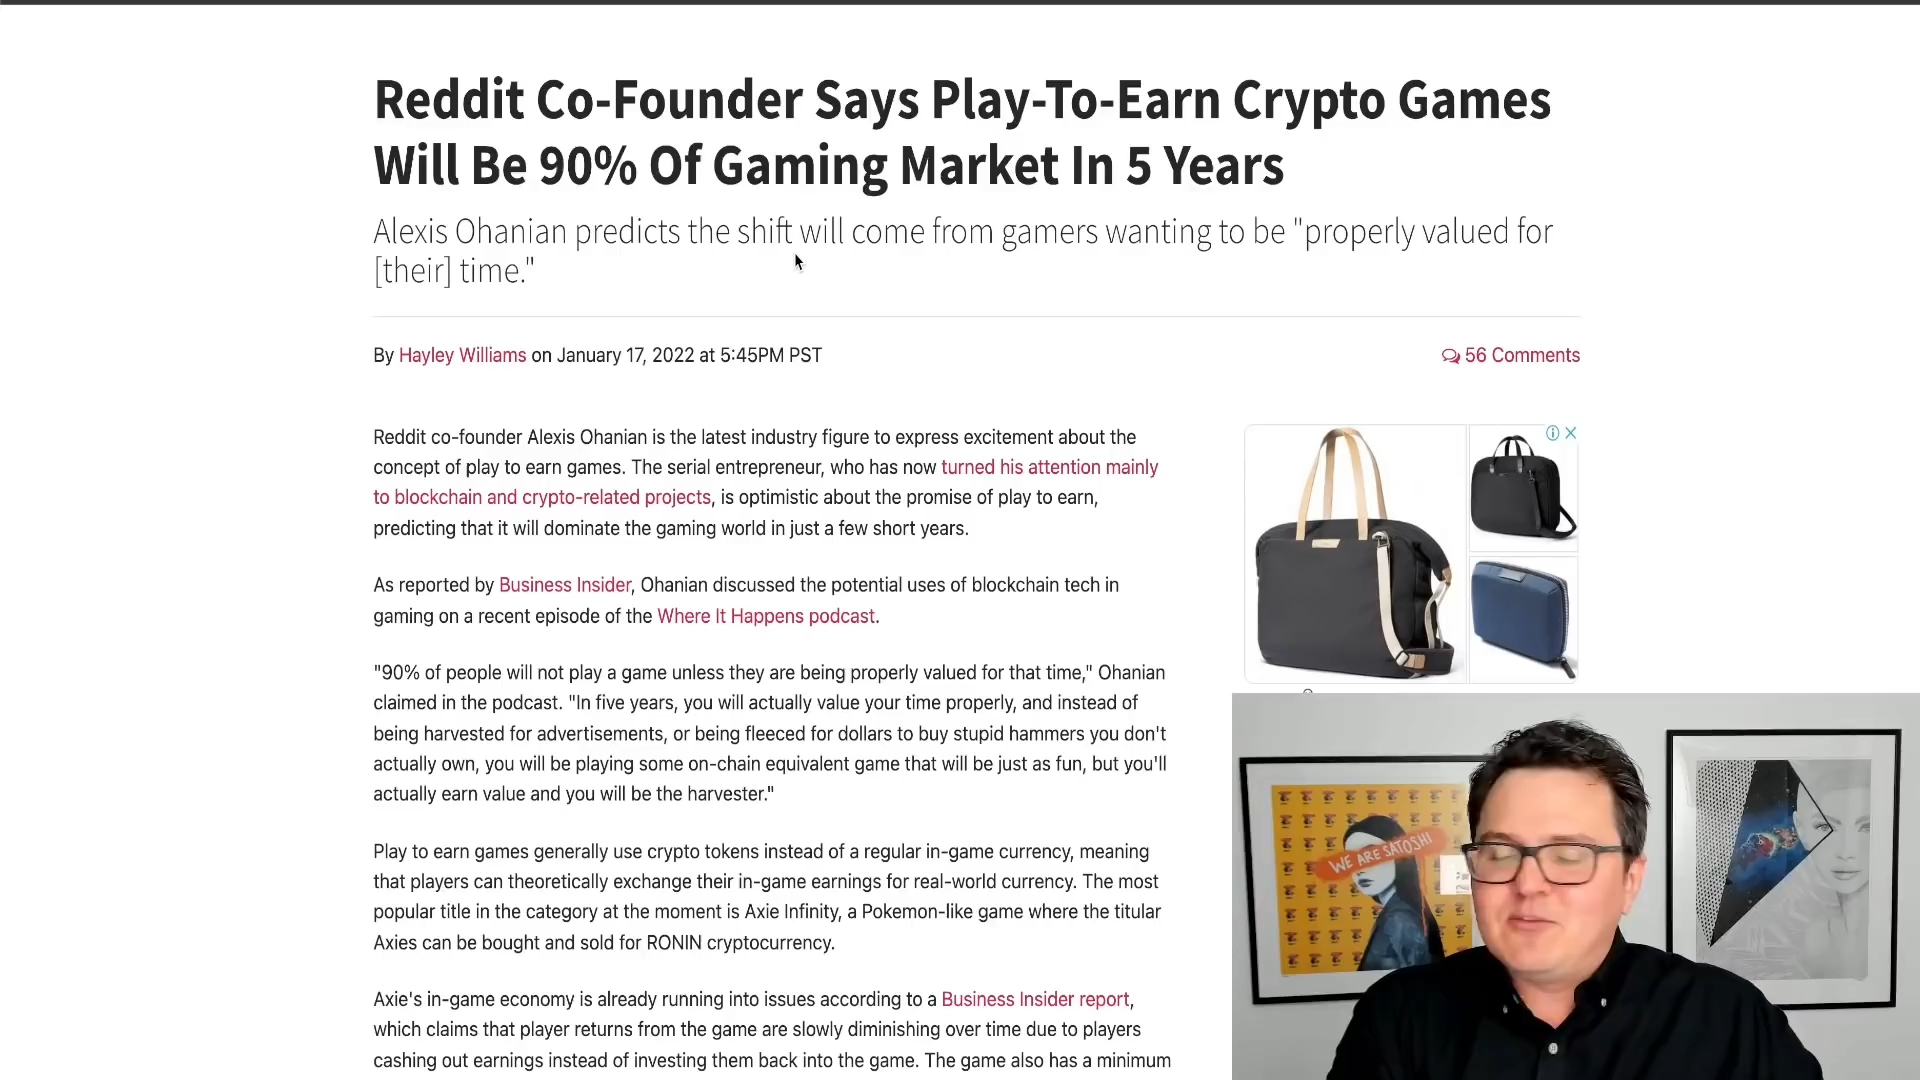 Reddit Co-Founder Says Play-To-Earn Crypto Games
Will Be 90% Of Gaming Market In 5 Years
Alexis Ohanian predicts the shift will come from gamers wanting to be "properly valued for
[their] time."
By Hayley Williams on January 17, 2022 at 5:45PM PST
56 Comments
Reddit co-founder Alexis Ohanian is the latest industry figure to express excitement about the
concept of play to earn games. The serial entrepreneur, who has now turned his attention mainly
to blockchain and crypto-related projects, is optimistic about the promise of play to earn,
predicting that it will dominate the gaming world in just a few short years.
As reported by Business Insider, Ohanian discussed the potential uses of blockchain tech in
gaming on a recent episode of the Where It Happens podcast.
"90% of people will not play a game unless they are being properly valued for that time," Ohanian
claimed in the podcast. "In five years, you will actually value your time properly, and instead of
being harvested for advertisements, or being fleeced for dollars to buy stupid hammers you don't
actually own, you will be playing some on-chain equivalent game that will be just as fun, but you'll
actually earn value and you will be the harvester."
Play to earn games generally use crypto tokens instead of a regular in-game currency, meaning
that players can theoretically exchange their in-game earnings for real-world currency. The most
popular title in the category at the moment is Axie Infinity, a Pokemon-like game where the titular
Axies can be bought and sold for RONIN cryptocurrency.
Axie's in-game economy is already running into issues according to a Business Insider report,
which claims that player returns from the game are slowly diminishing over time due to players
cashing out earnings instead of investing them back into the game. The game also has a minimum
WE ARE SATOSHI